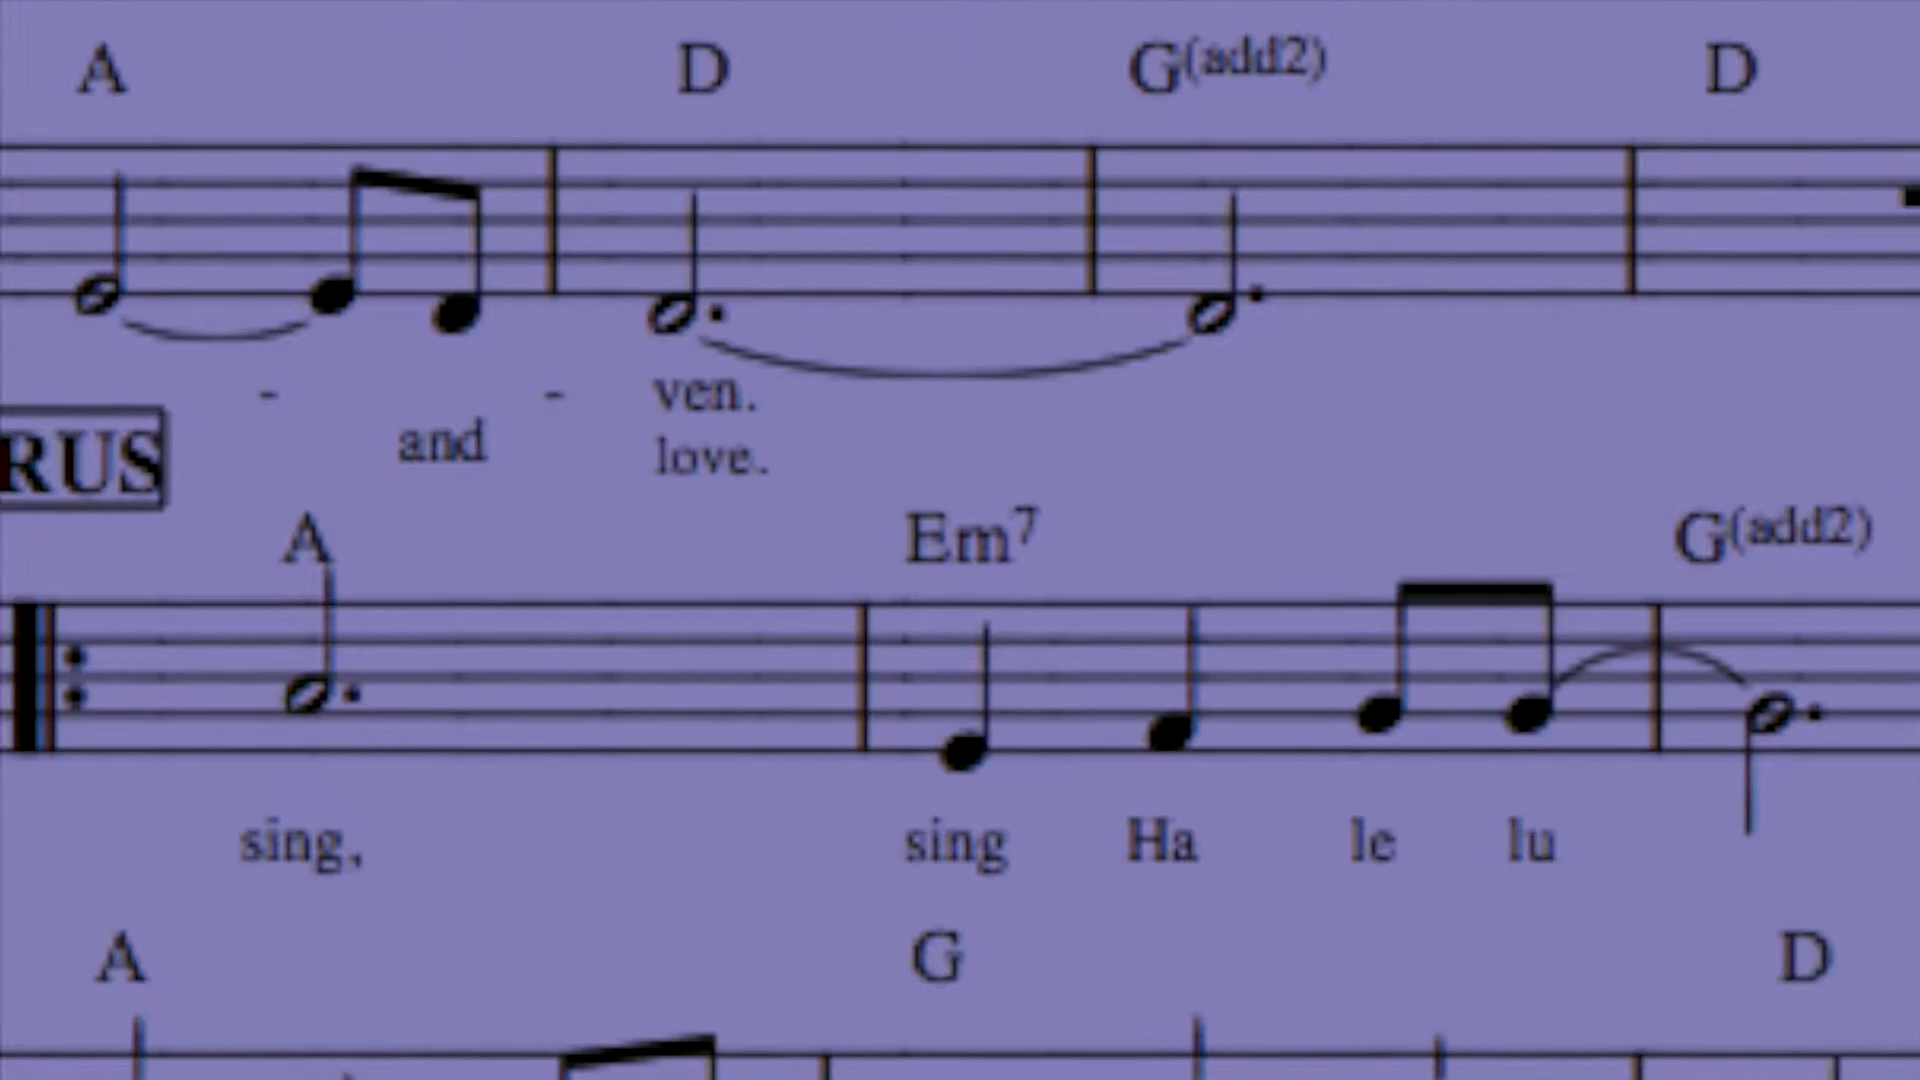 A D G(add2) D
- - ven.
and love.
RUS
A Em7 G(add2)
sing, sing Ha le lu
A G D